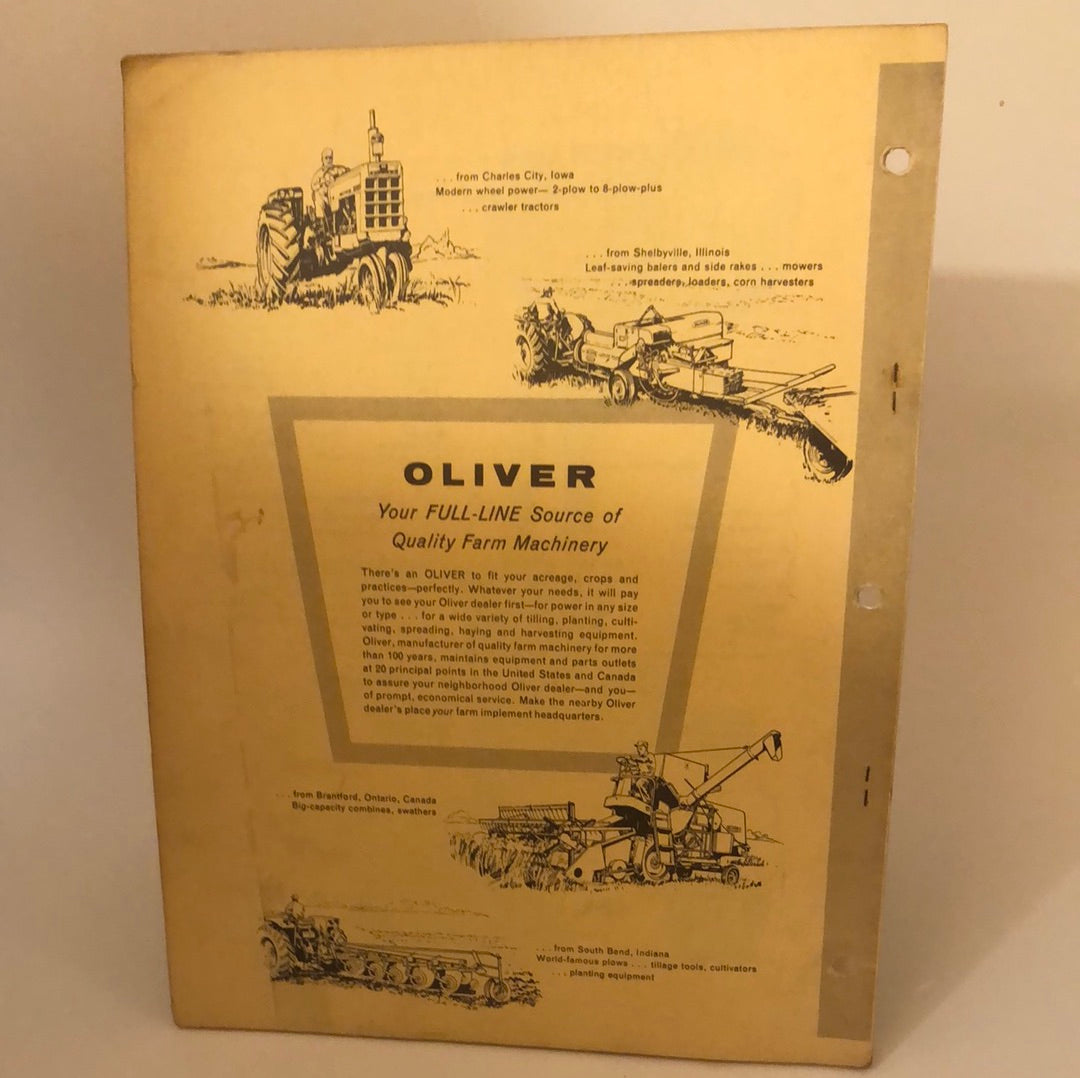 . . . from Charles City, Iowa
Modern wheel power— 2-plow to 8-plow-plus
. . . crawler tractors
. . . from Shelbyville, Illinois
Leaf-saving balers and side rakes . . . mowers
. . . spreaders, loaders, corn harvesters
OLIVER
Your FULL-LINE Source of
Quality Farm Machinery
There's an OLIVER to fit your acreage, crops and
practices—perfectly. Whatever your needs, it will pay
you to see your Oliver dealer first—for power in any size
or type . . . for a wide variety of tilling, planting, culti-
vating, spreading, haying and harvesting equipment.
Oliver, manufacturer of quality farm machinery for more
than 100 years, maintains equipment and parts outlets
at 20 principal points in the United States and Canada
to assure your neighborhood Oliver dealer—and you—
of prompt, economical service. Make the nearby Oliver
dealer's place your farm implement headquarters.
. . . from Brantford, Ontario, Canada
Big-capacity combines, swathers
. . . from South Bend, Indiana
World-famous plows . . . tillage tools, cultivators
. . . planting equipment